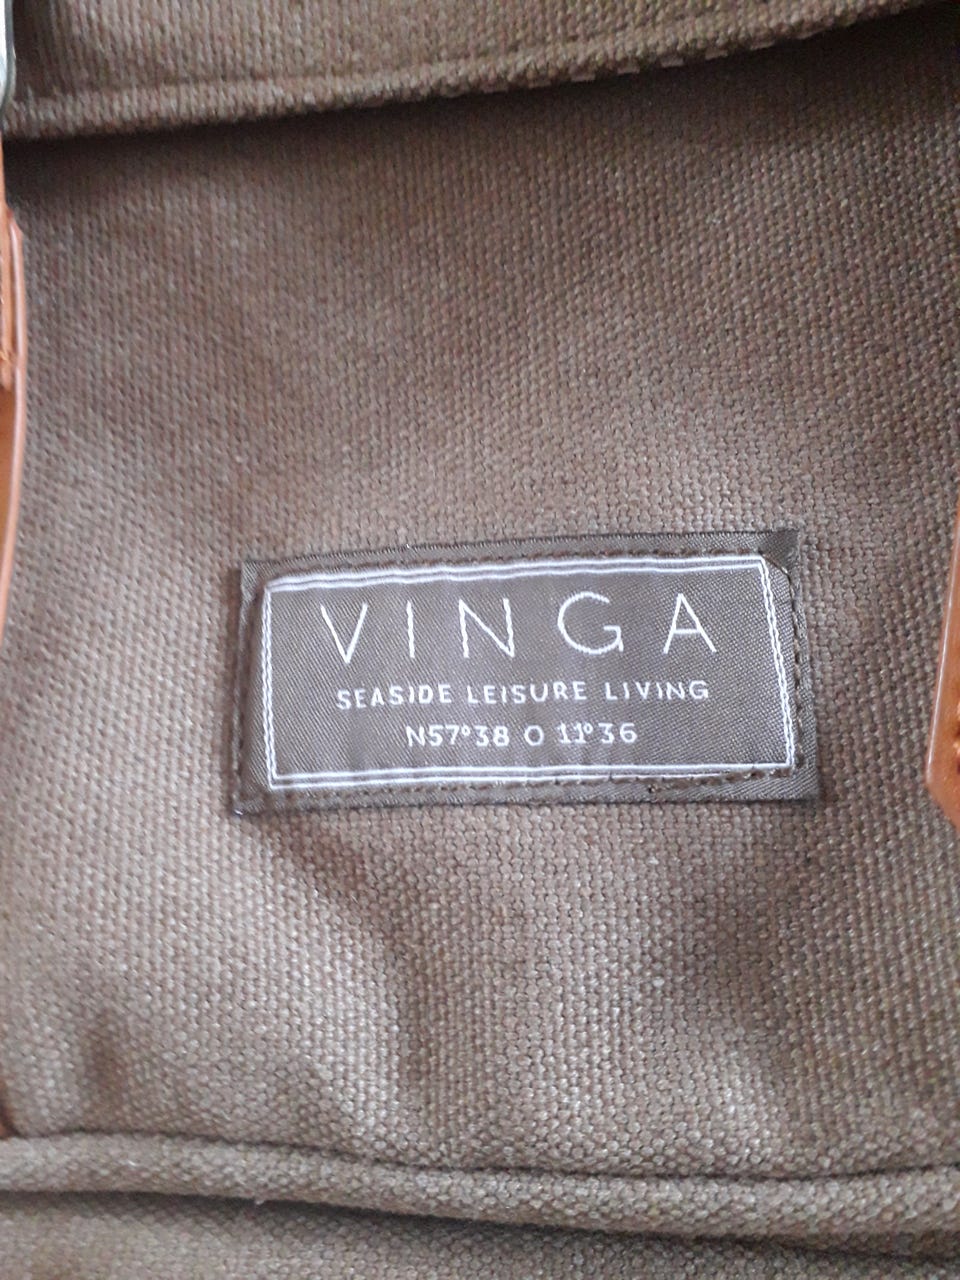 VINGA
SEASIDE LEISURE LIVING
N57°38 O 11°36